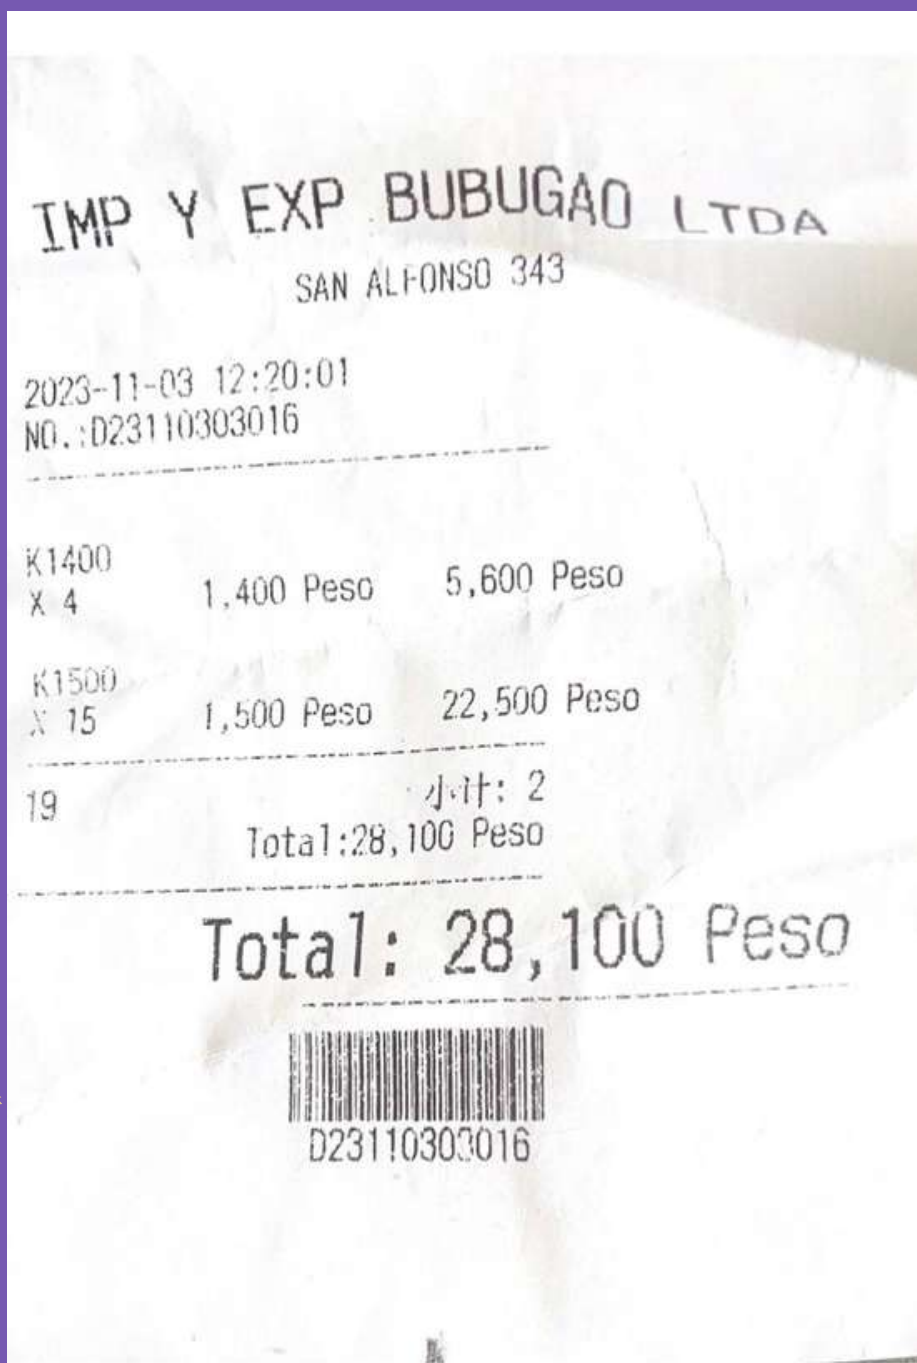 IMP Y EXP BUBUGAO LTDA
SAN ALFONSO 343
2023-11-03 12:20:01
NO.:D23110303016
K1400
X 4 1,400 Peso 5,600 Peso
K1500
X 15 1,500 Peso 22,500 Peso
19 小计: 2
Total:28,100 Peso
Total: 28,100 Peso
D23110303016